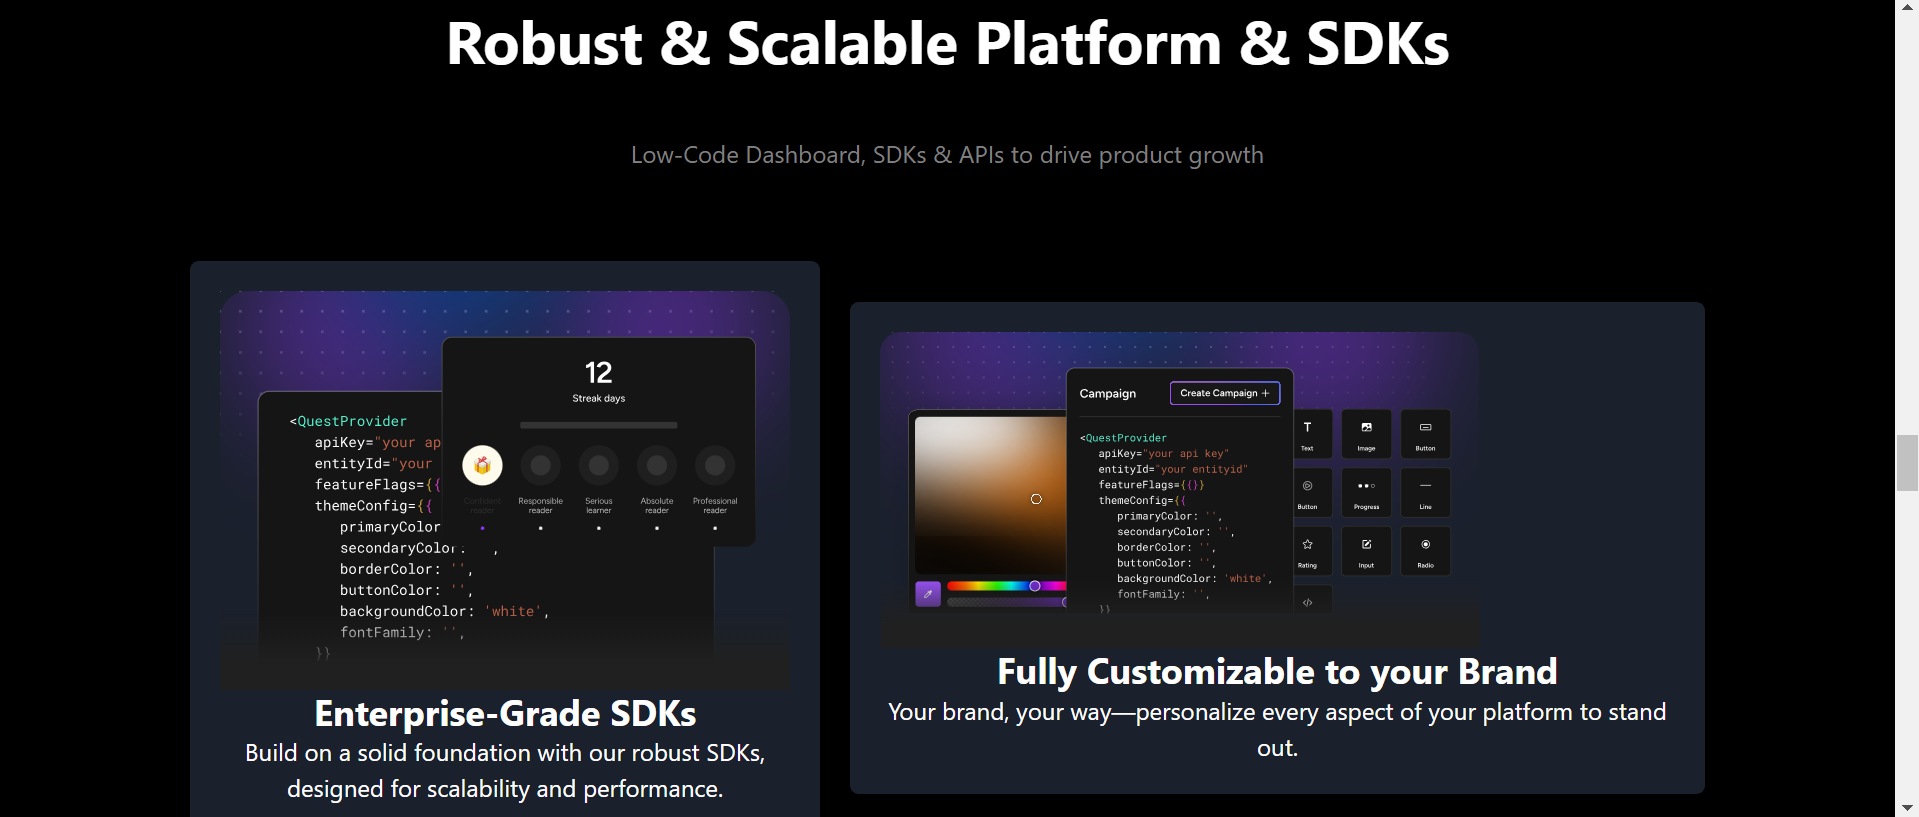 Robust & Scalable Platform & SDKs
Low-Code Dashboard, SDKs & APIs to drive product growth
12
Streak days
Confident
reader
Responsible
reader
Serious
learner
Absolute
reader
Professional
reader
<QuestProvider
apiKey="your ap
entityId="your
featureFlags={{
themeConfig={{
primaryColor
secondaryColor: ,
borderColor: '',
buttonColor: '',
backgroundColor: 'white',
fontFamily: '',
}}
Enterprise-Grade SDKs
Build on a solid foundation with our robust SDKs,
designed for scalability and performance.
Campaign
Create Campaign +
<QuestProvider
apiKey="your api key"
entityId="your entityid"
featureFlags={{}}
themeConfig={{
primaryColor: '',
secondaryColor: '',
borderColor: '',
buttonColor: '',
backgroundColor: 'white',
fontFamily: '',
}}
Text
Image
Button
Button
Progress
Line
Rating
Input
Radio
Fully Customizable to your Brand
Your brand, your way—personalize every aspect of your platform to stand
out.